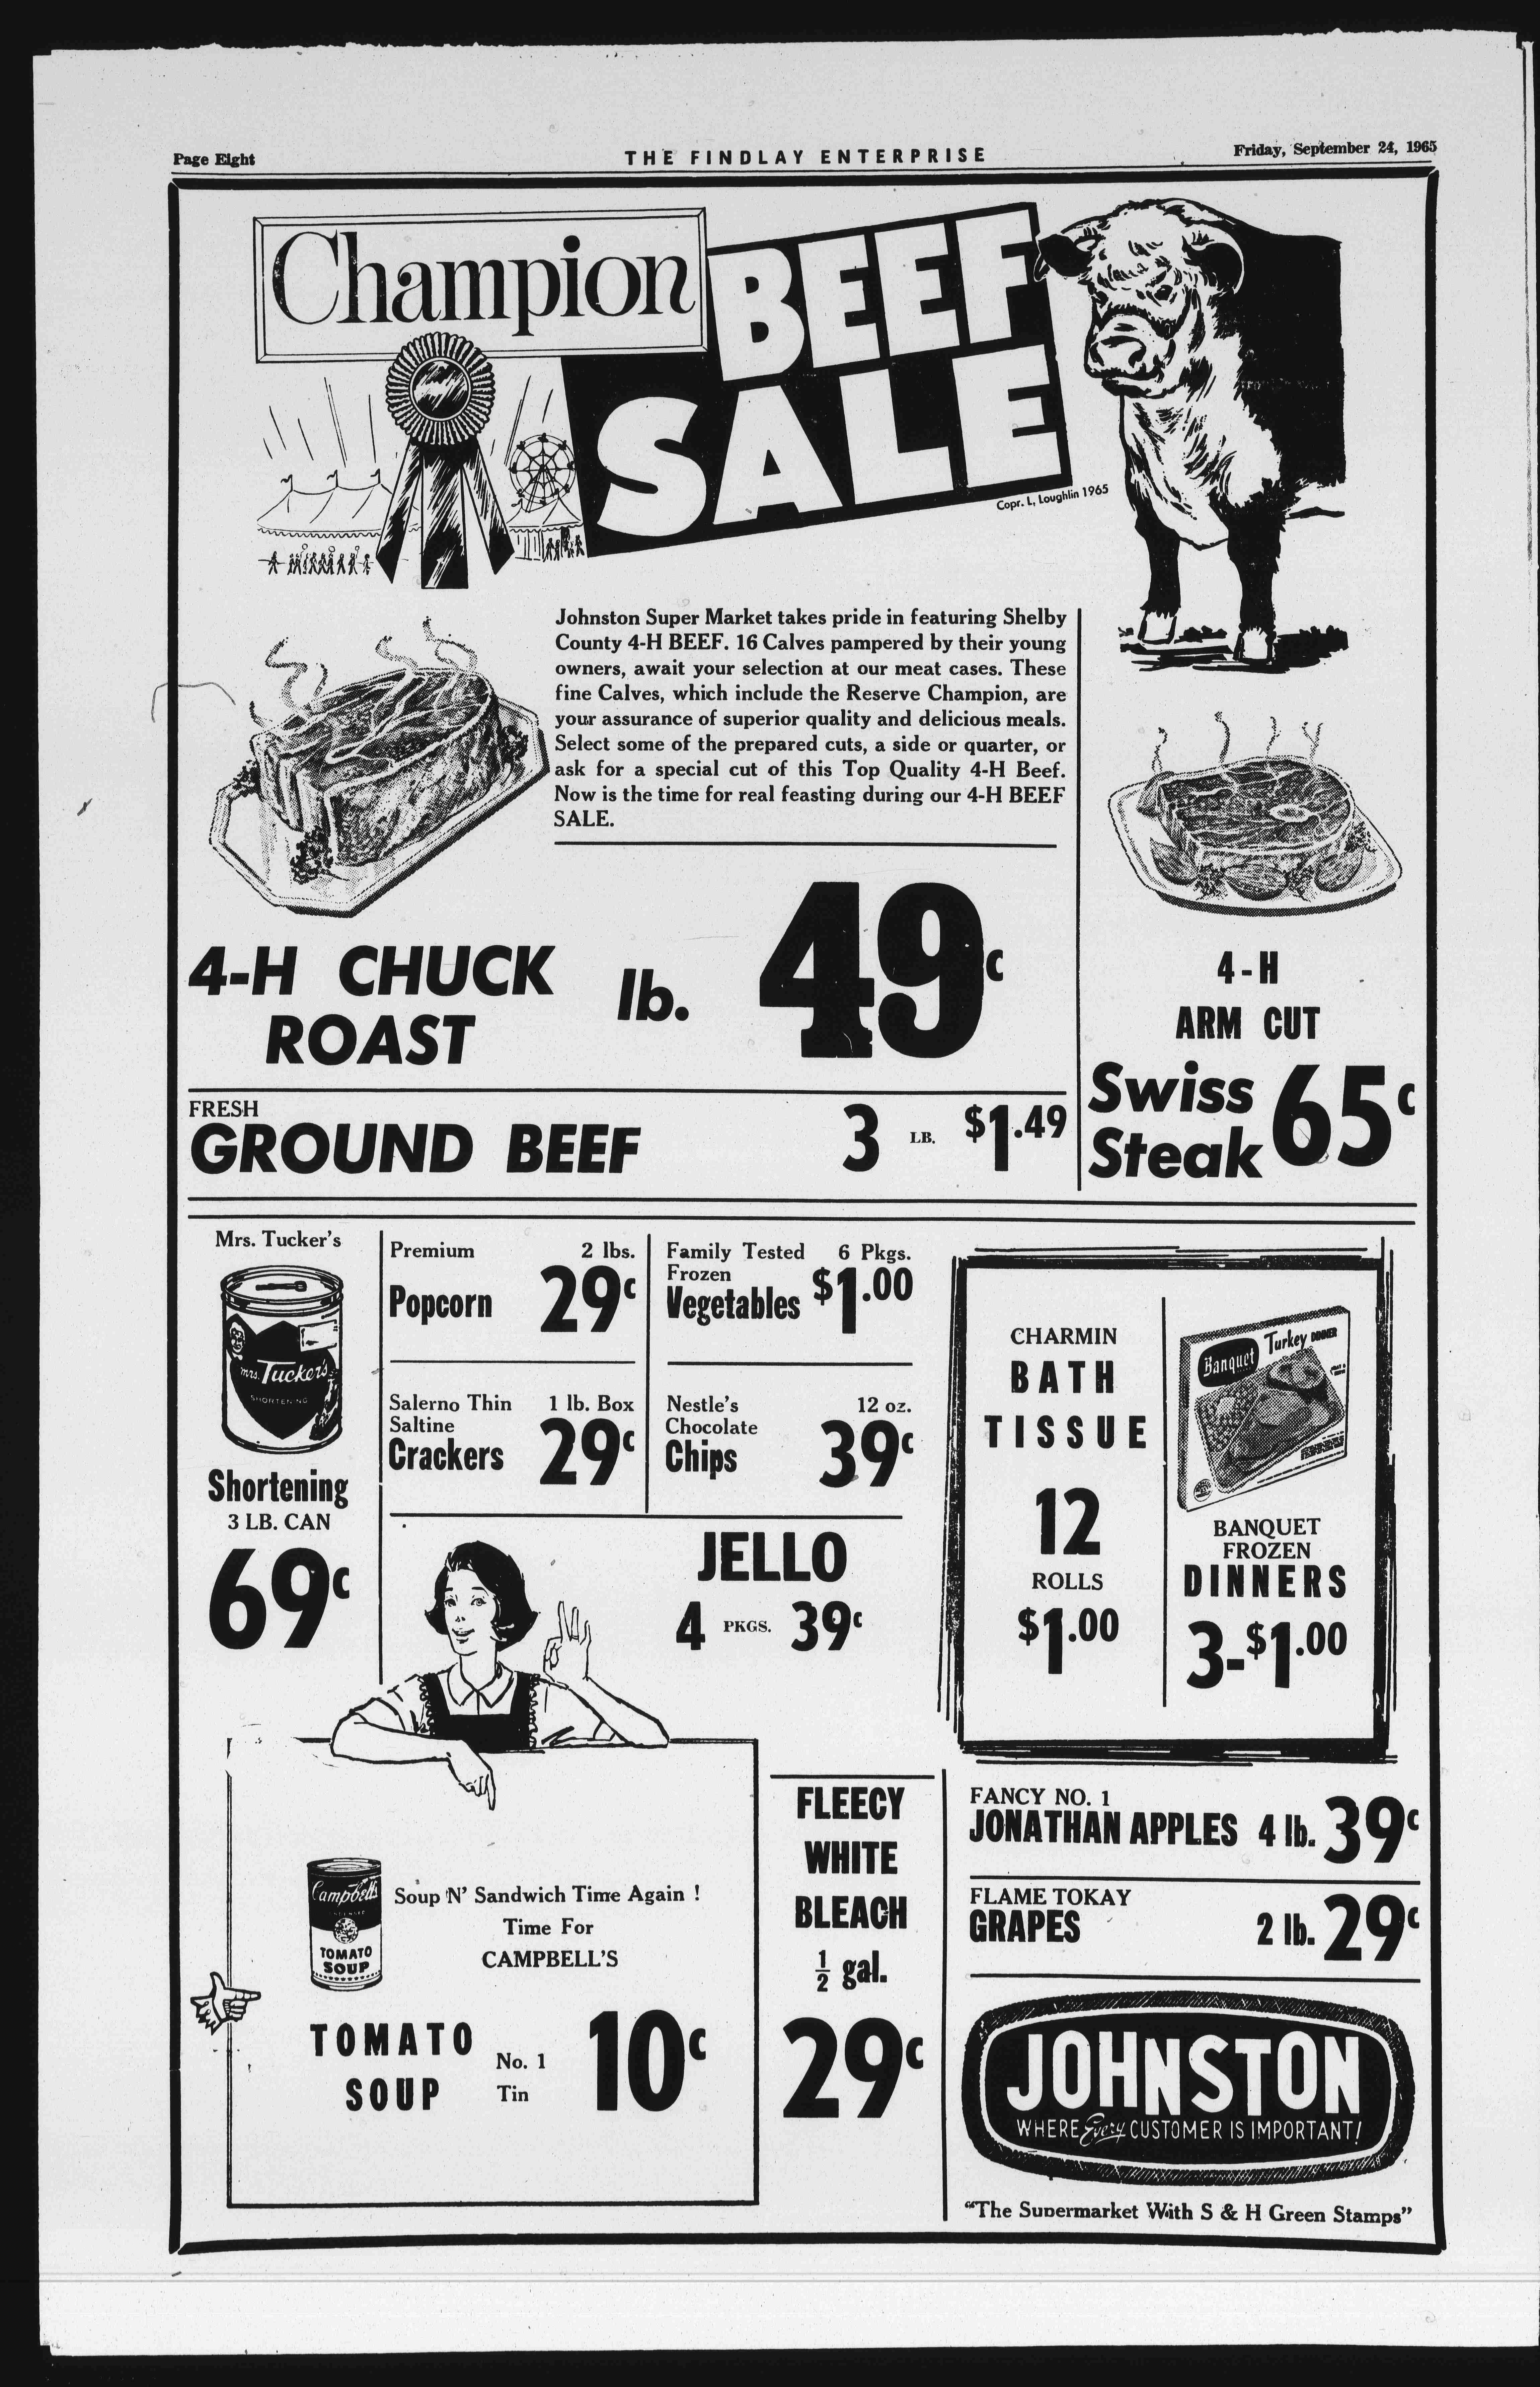 Page Eight
THE FINDLAY ENTERPRISE
Friday, September 24, 1965
Champion
BEEF
SALE
Copr. L, Loughlin 1965
Johnston Super Market takes pride in featuring Shelby
County 4-H BEEF. 16 Calves pampered by their young
owners, await your selection at our meat cases. These
fine Calves, which include the Reserve Champion, are
your assurance of superior quality and delicious meals.
Select some of the prepared cuts, a side or quarter, or
ask for a special cut of this Top Quality 4-H Beef.
Now is the time for real feasting during our 4-H BEEF
SALE.
4-H CHUCK
ROAST
lb. 49c
FRESH
GROUND BEEF 3 LB. $1.49
4-H
ARM CUT
Swiss
Steak 65c
Mrs. Tucker's
mrs. Tucker's
SHORTENING
Shortening
3 LB. CAN
69c
Premium 2 lbs.
Popcorn 29c
Salerno Thin 1 lb. Box
Saltine
Crackers 29c
Family Tested 6 Pkgs.
Frozen
Vegetables $1.00
Nestle's 12 oz.
Chocolate
Chips 39c
JELLO
4 PKGS. 39c
CHARMIN
BATH
TISSUE
12
ROLLS
$1.00
Banquet Turkey DINNER
BANQUET
FROZEN
DINNERS
3-$1.00
Campbell's
TOMATO
SOUP
Soup 'N' Sandwich Time Again !
Time For
CAMPBELL'S
TOMATO
SOUP
No. 1
Tin
10c
FLEECY
WHITE
BLEACH
½ gal.
29c
FANCY NO. 1
JONATHAN APPLES 4 lb. 39c
FLAME TOKAY
GRAPES 2 lb. 29c
JOHNSTON
WHERE Every CUSTOMER IS IMPORTANT!
"The Supermarket With S & H Green Stamps"